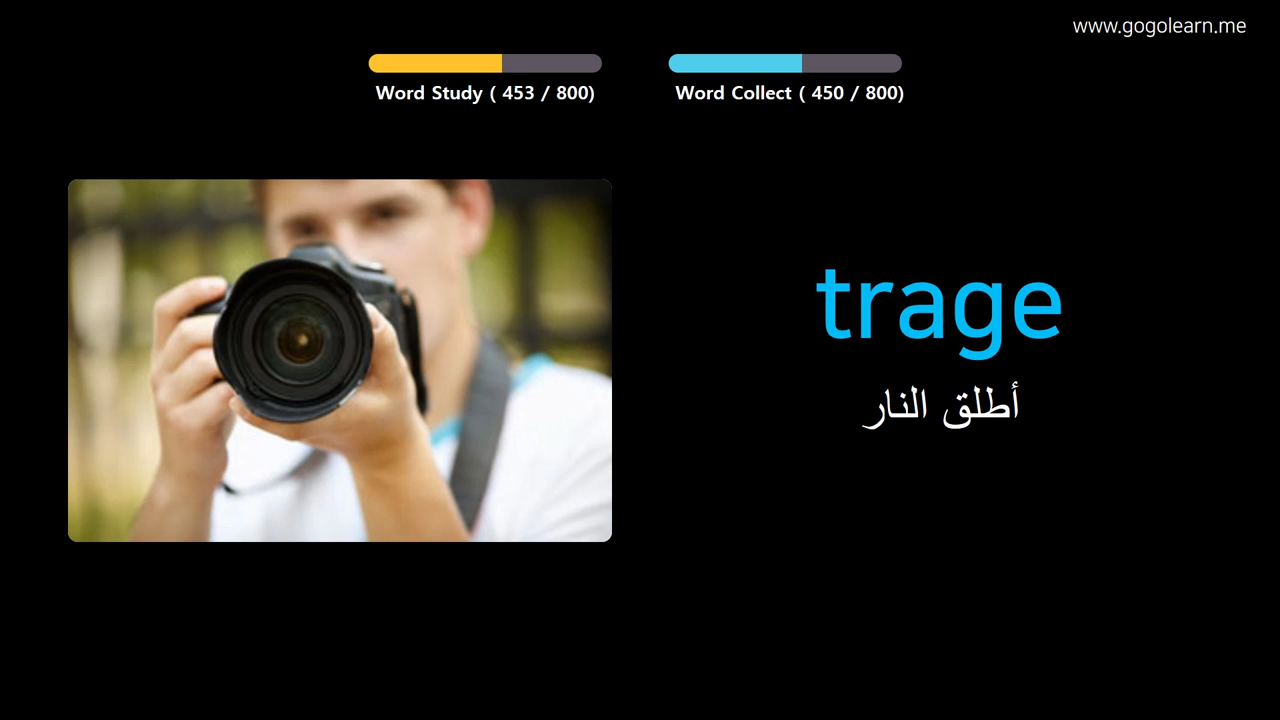 www.gogolearn.me
Word Study ( 453 / 800)
Word Collect ( 450 / 800)
trage
أطلق النار